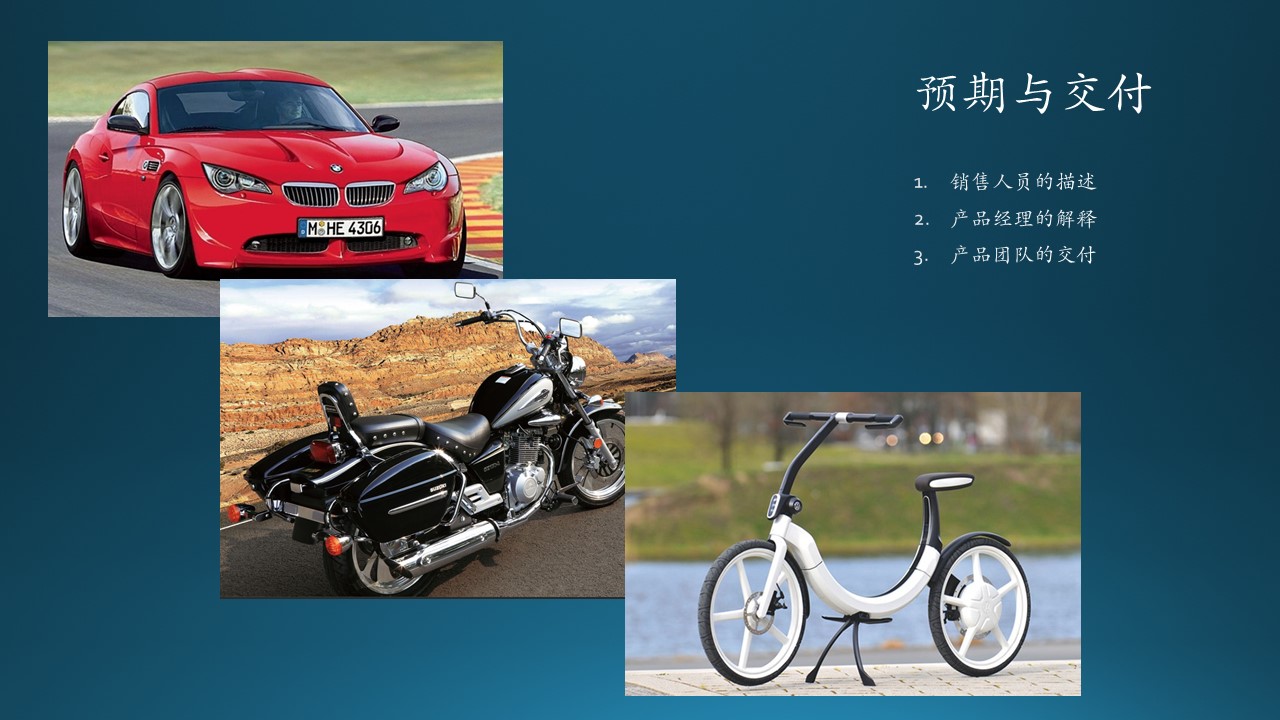 预期与交付
1. 销售人员的描述
2. 产品经理的解释
3. 产品团队的交付
M HE 4306
SUZUKI